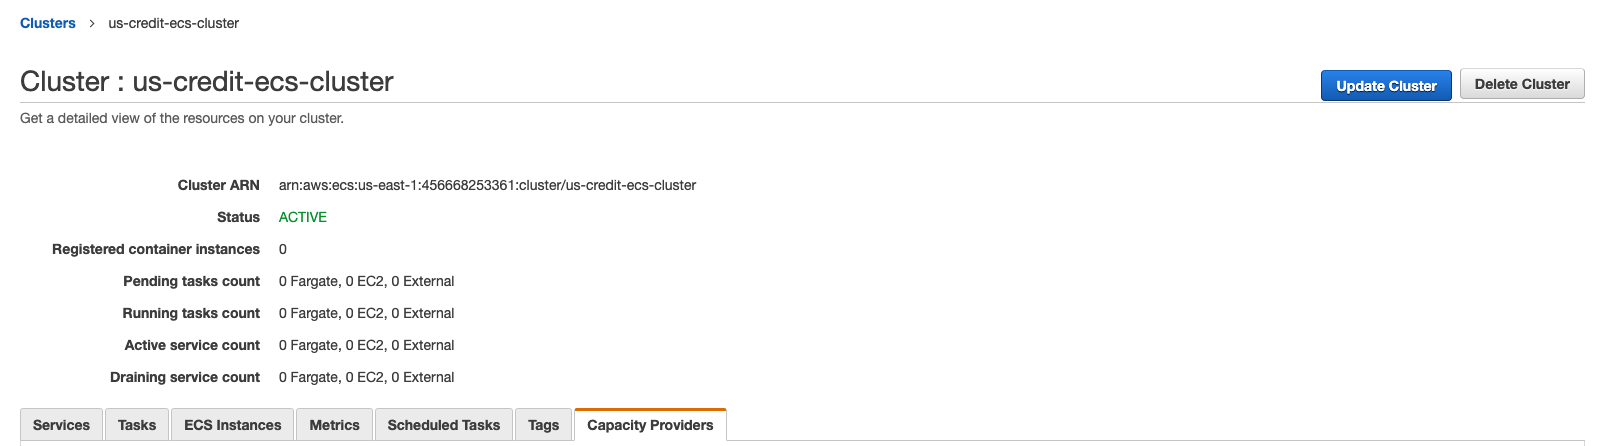 Clusters > us-credit-ecs-cluster
Cluster : us-credit-ecs-cluster
Update Cluster
Delete Cluster
Get a detailed view of the resources on your cluster.
Cluster ARN arn:aws:ecs:us-east-1:456668253361:cluster/us-credit-ecs-cluster
Status ACTIVE
Registered container instances 0
Pending tasks count 0 Fargate, 0 EC2, 0 External
Running tasks count 0 Fargate, 0 EC2, 0 External
Active service count 0 Fargate, 0 EC2, 0 External
Draining service count 0 Fargate, 0 EC2, 0 External
Services Tasks ECS Instances Metrics Scheduled Tasks Tags Capacity Providers